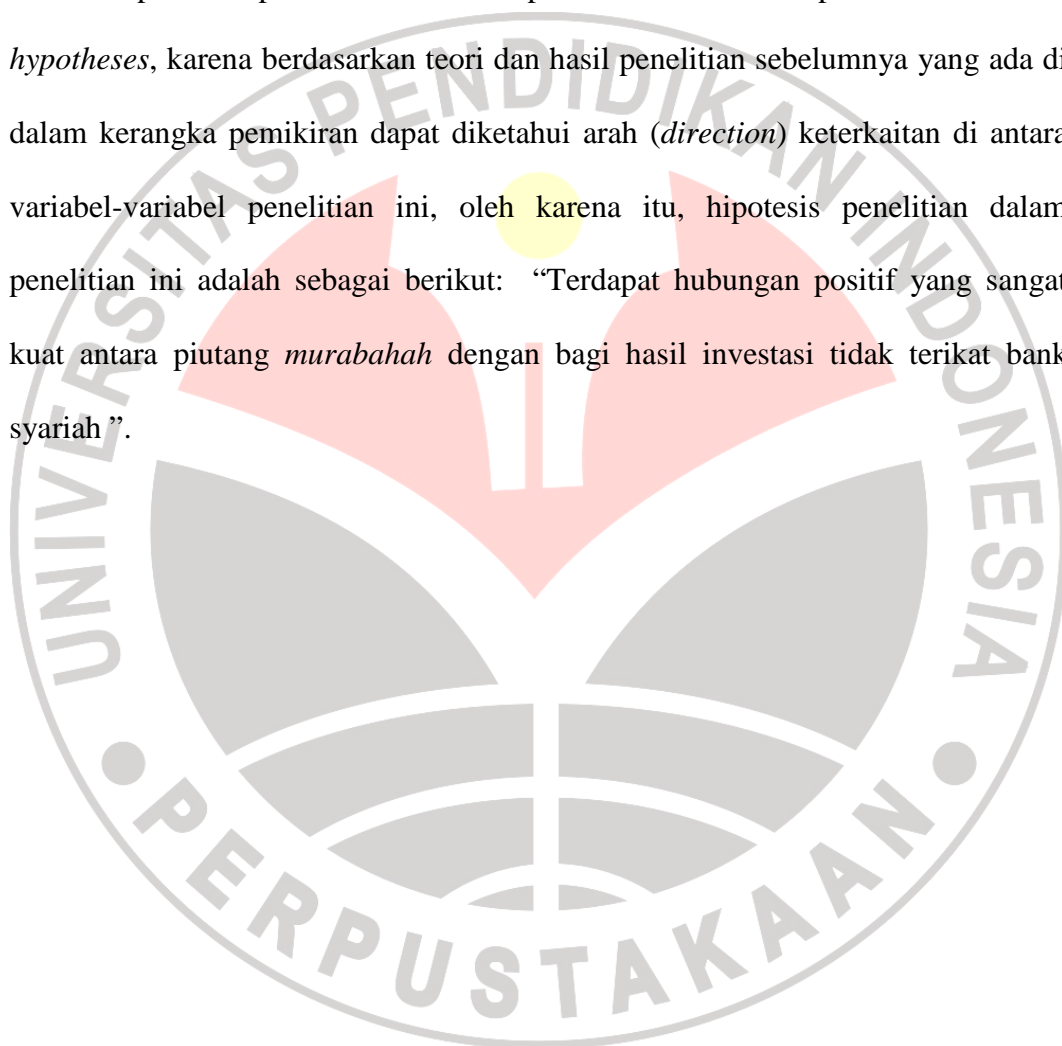 hypotheses, karena berdasarkan teori dan hasil penelitian sebelumnya yang ada di
dalam kerangka pemikiran dapat diketahui arah (direction) keterkaitan di antara
variabel-variabel penelitian ini, oleh karena itu, hipotesis penelitian dalam
penelitian ini adalah sebagai berikut: “Terdapat hubungan positif yang sangat
kuat antara piutang murabahah dengan bagi hasil investasi tidak terikat bank
syariah ”.
UNIVERSITAS PENDIDIKAN INDONESIA
PERPUSTAKAAN